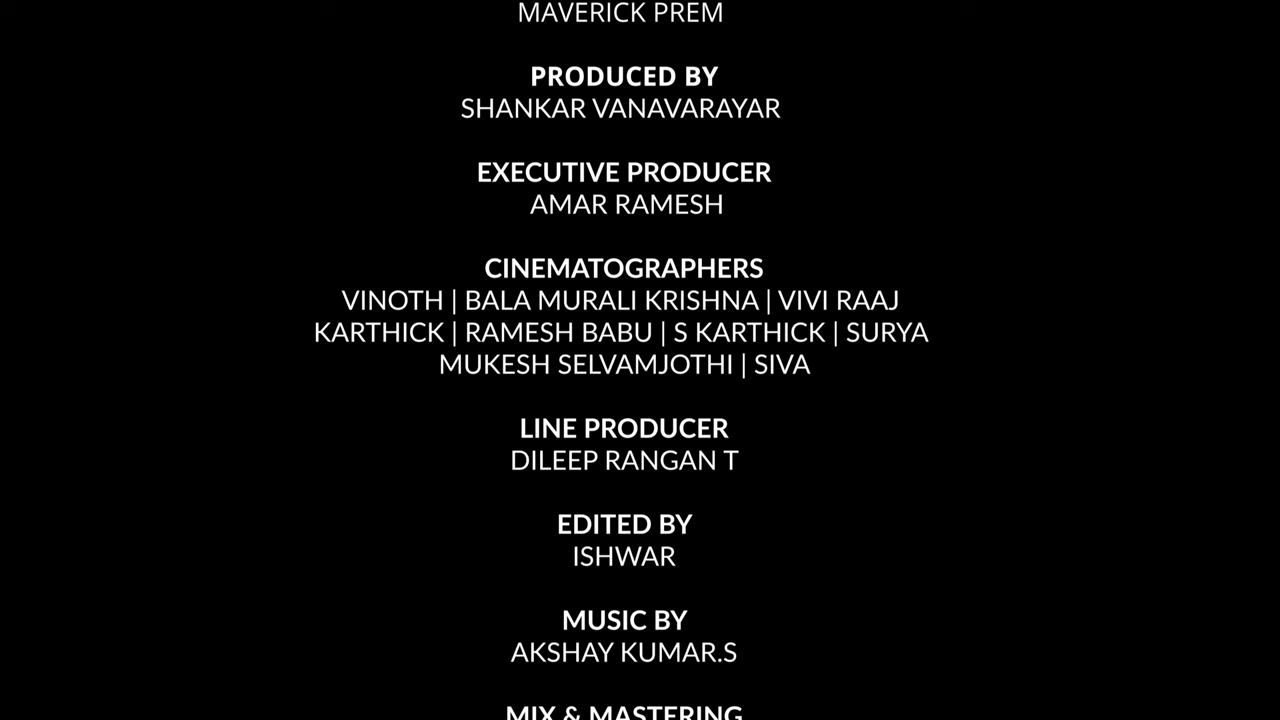 MAVERICK PREM
PRODUCED BY
SHANKAR VANAVARAYAR
EXECUTIVE PRODUCER
AMAR RAMESH
CINEMATOGRAPHERS
VINOTH | BALA MURALI KRISHNA | VIVI RAAJ
KARTHICK | RAMESH BABU | S KARTHICK | SURYA
MUKESH SELVAMJOTHI | SIVA
LINE PRODUCER
DILEEP RANGAN T
EDITED BY
ISHWAR
MUSIC BY
AKSHAY KUMAR.S
MIX & MASTERING